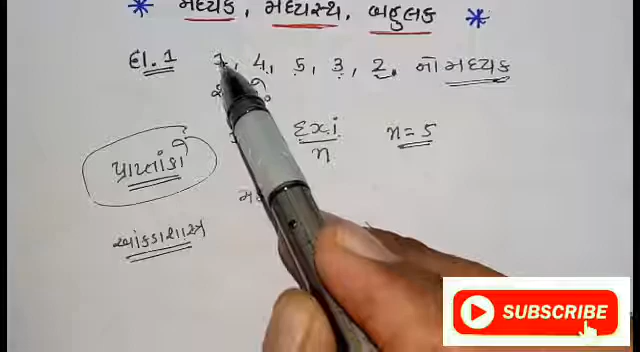 * મધ્યક, મધ્યસ્થ, બહુલક *
દા. 1 , 4, 5, 3, 2. નો મધ્યક
Σxi
n
n = 5
પ્રાપ્તાંકો
આંકડાશાસ્ત્ર
SUBSCRIBE